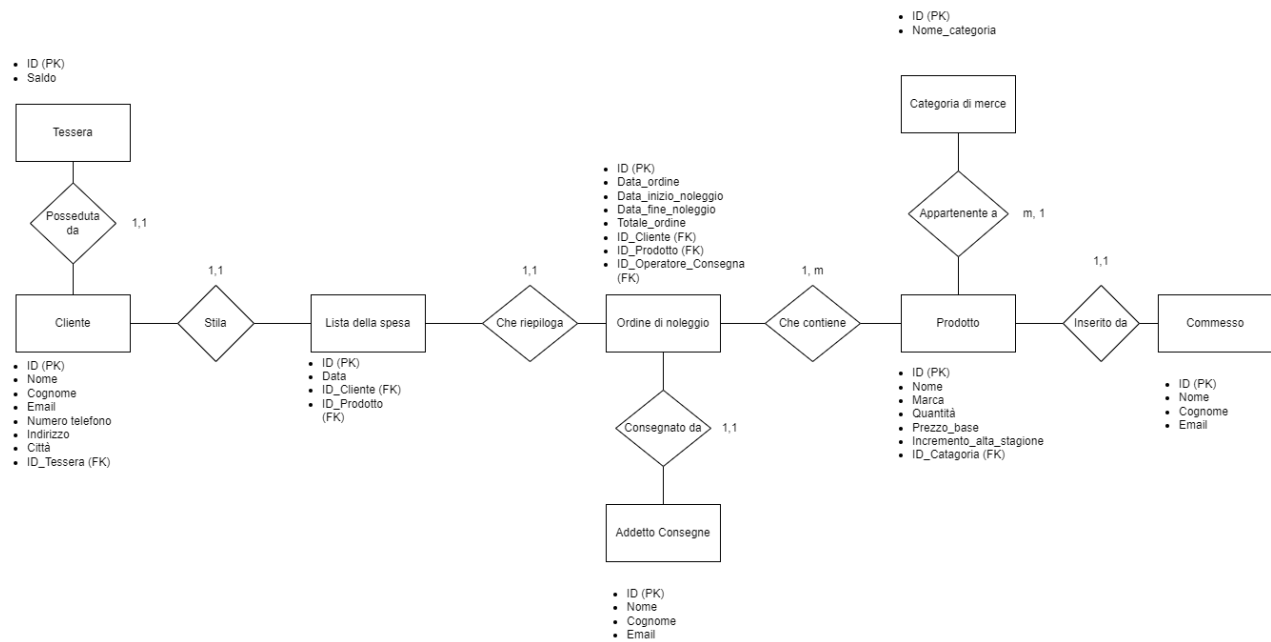 ID (PK)
Nome_categoria
ID (PK)
Saldo
Tessera
Categoria di merce
Posseduta
da
1,1
ID (PK)
Data_ordine
Data_inizio_noleggio
Data_fine_noleggio
Totale_ordine
ID_Cliente (FK)
ID_Prodotto (FK)
ID_Operatore_Consegna
(FK)
Appartenente a
m, 1
1,1
1,1
1, m
1,1
Cliente
Stila
Lista della spesa
Che riepiloga
Ordine di noleggio
Che contiene
Prodotto
Inserito da
Commesso
ID (PK)
Nome
Cognome
Email
Numero telefono
Indirizzo
Città
ID_Tessera (FK)
ID (PK)
Data
ID_Cliente (FK)
ID_Prodotto
(FK)
ID (PK)
Nome
Marca
Quantità
Prezzo_base
Incremento_alta_stagione
ID_Catagoria (FK)
ID (PK)
Nome
Cognome
Email
Consegnato da
1,1
Addetto Consegne
ID (PK)
Nome
Cognome
Email